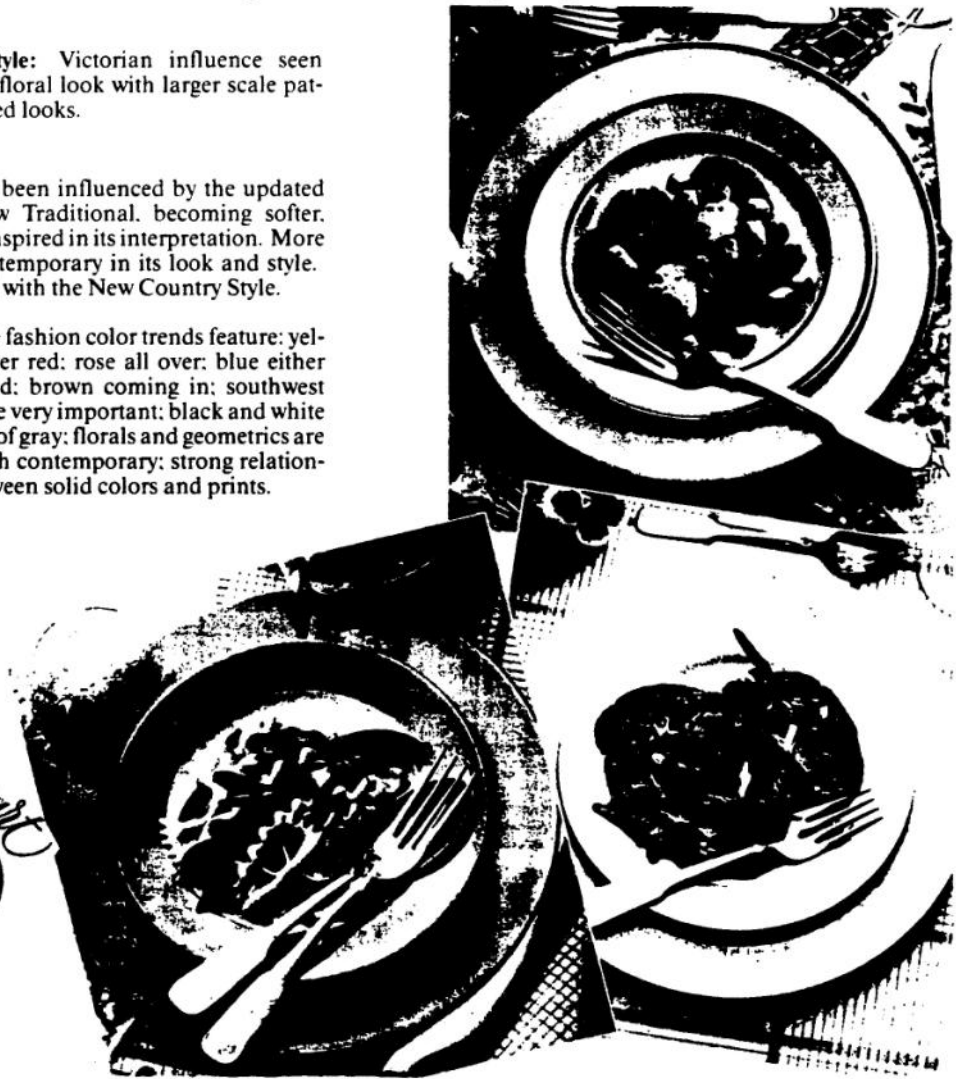 tyle: Victorian influence seen
floral look with larger scale pat-
ed looks.
been influenced by the updated
w Traditional. becoming softer.
nspired in its interpretation. More
temporary in its look and style.
with the New Country Style.
fashion color trends feature: yel-
er red: rose all over: blue either
d: brown coming in: southwest
e very important: black and white
of gray: florals and geometrics are
h contemporary: strong relation-
ween solid colors and prints.